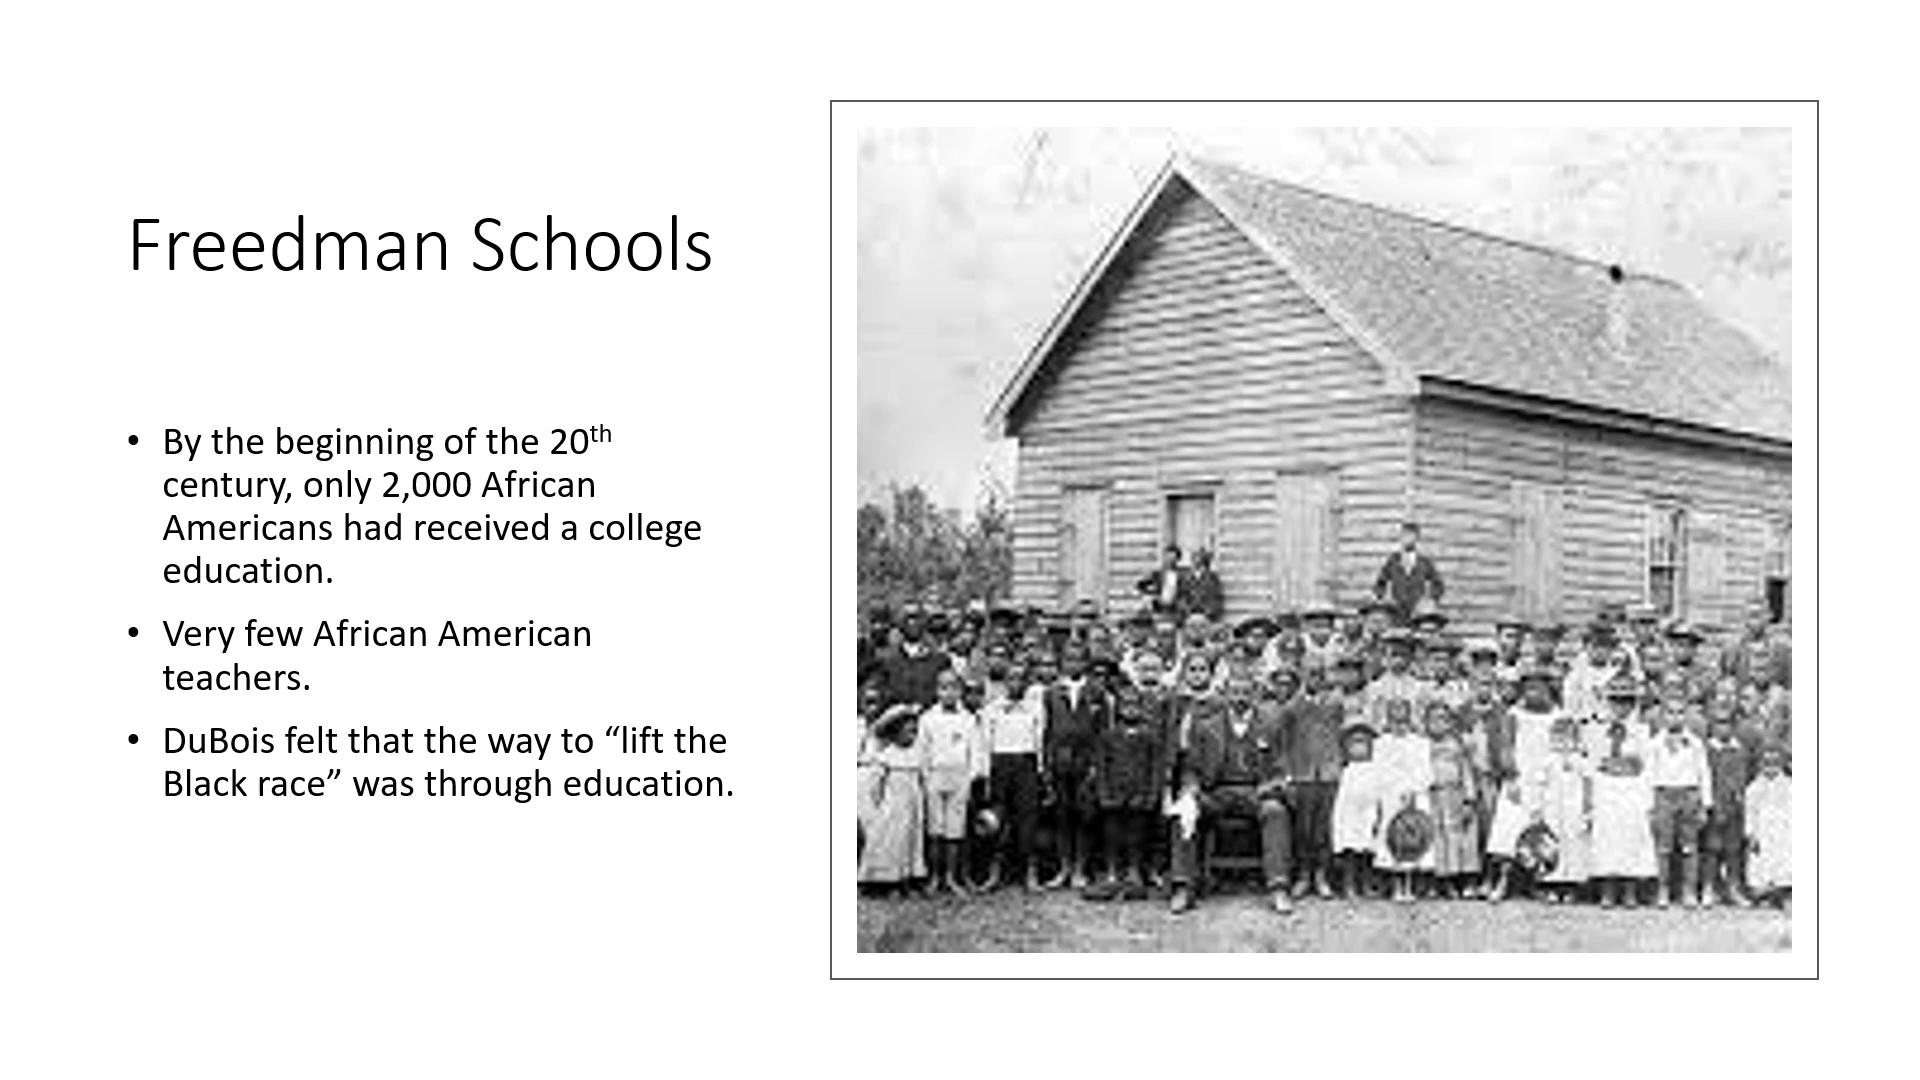 Freedman Schools
• By the beginning of the 20th
century, only 2,000 African
Americans had received a college
education.
• Very few African American
teachers.
• DuBois felt that the way to “lift the
Black race” was through education.